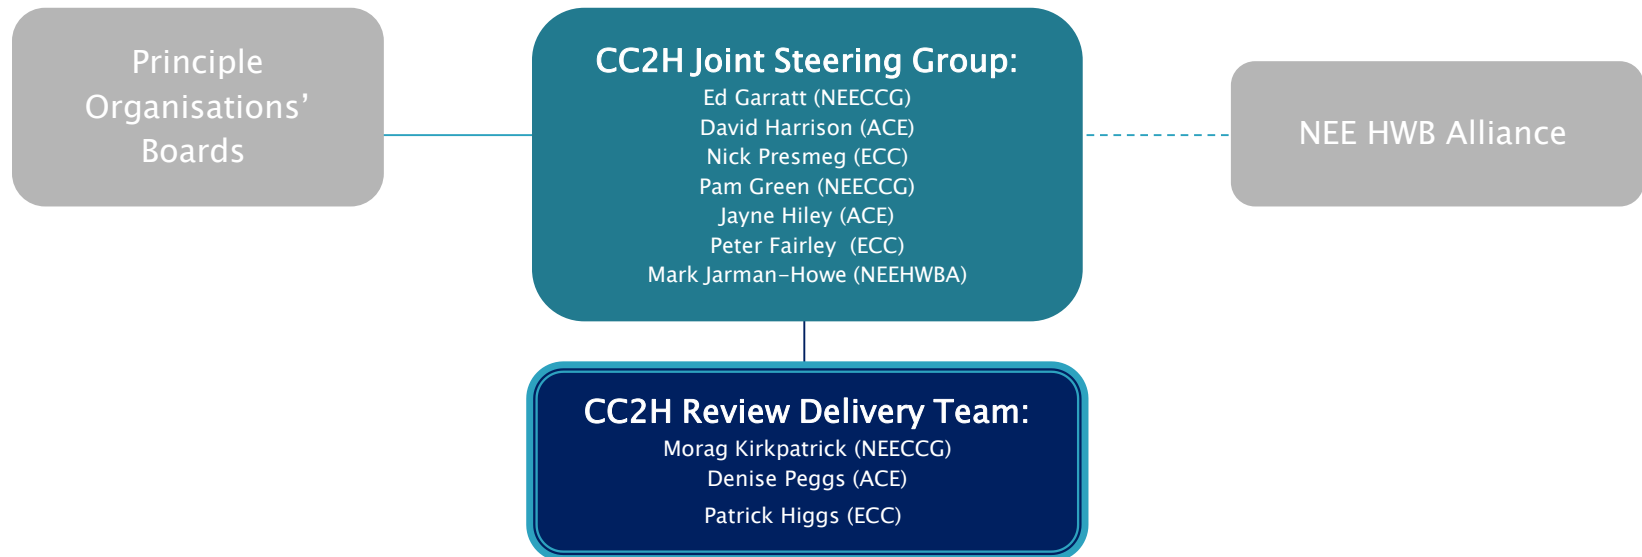 Principle
Organisations’
Boards
CC2H Joint Steering Group:
Ed Garratt (NEECCG)
David Harrison (ACE)
Nick Presmeg (ECC)
Pam Green (NEECCG)
Jayne Hiley (ACE)
Peter Fairley (ECC)
Mark Jarman-Howe (NEEHWBA)
NEE HWB Alliance
CC2H Review Delivery Team:
Morag Kirkpatrick (NEECCG)
Denise Peggs (ACE)
Patrick Higgs (ECC)